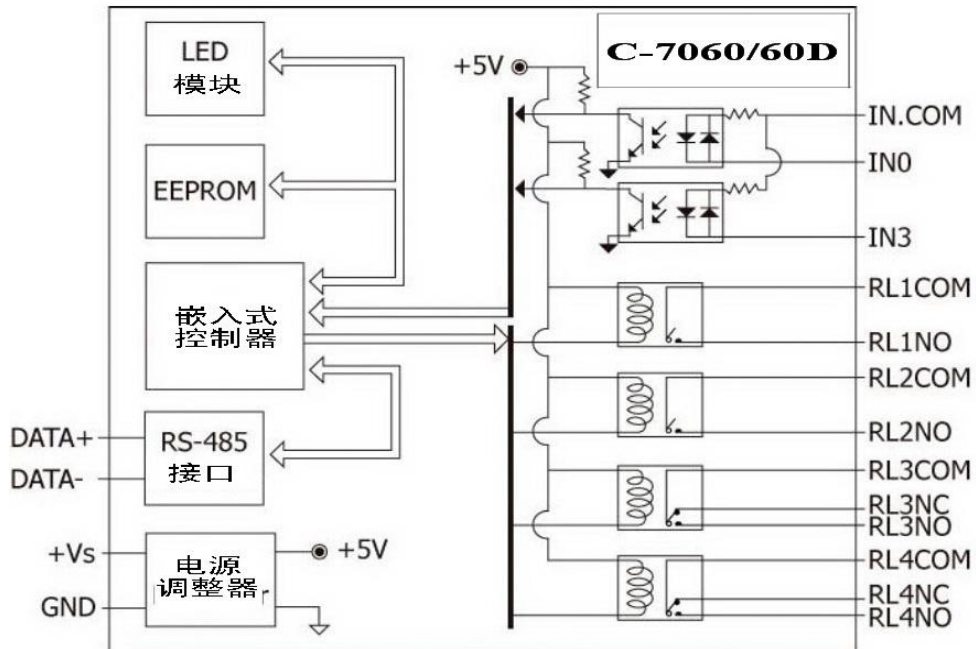 C-7060/60D
LED
模块
EEPROM
嵌入式
控制器
RS-485
接口
电源
调整器
DATA+
DATA-
+Vs
GND
+5V
+5V
IN.COM
IN0
IN3
RL1COM
RL1NO
RL2COM
RL2NO
RL3COM
RL3NC
RL3NO
RL4COM
RL4NC
RL4NO